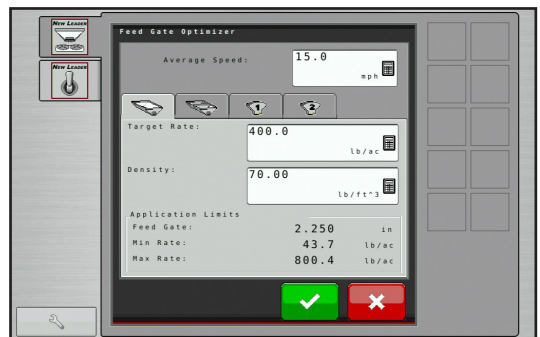 NEW LEADER
NEW LEADER
Feed Gate Optimizer
Average Speed:
15.0
mph
1
2
Target Rate:
400.0
lb/ac
Density:
70.00
lb/ft^3
Application Limits
Feed Gate: 2.250 in
Min Rate: 43.7 lb/ac
Max Rate: 800.4 lb/ac